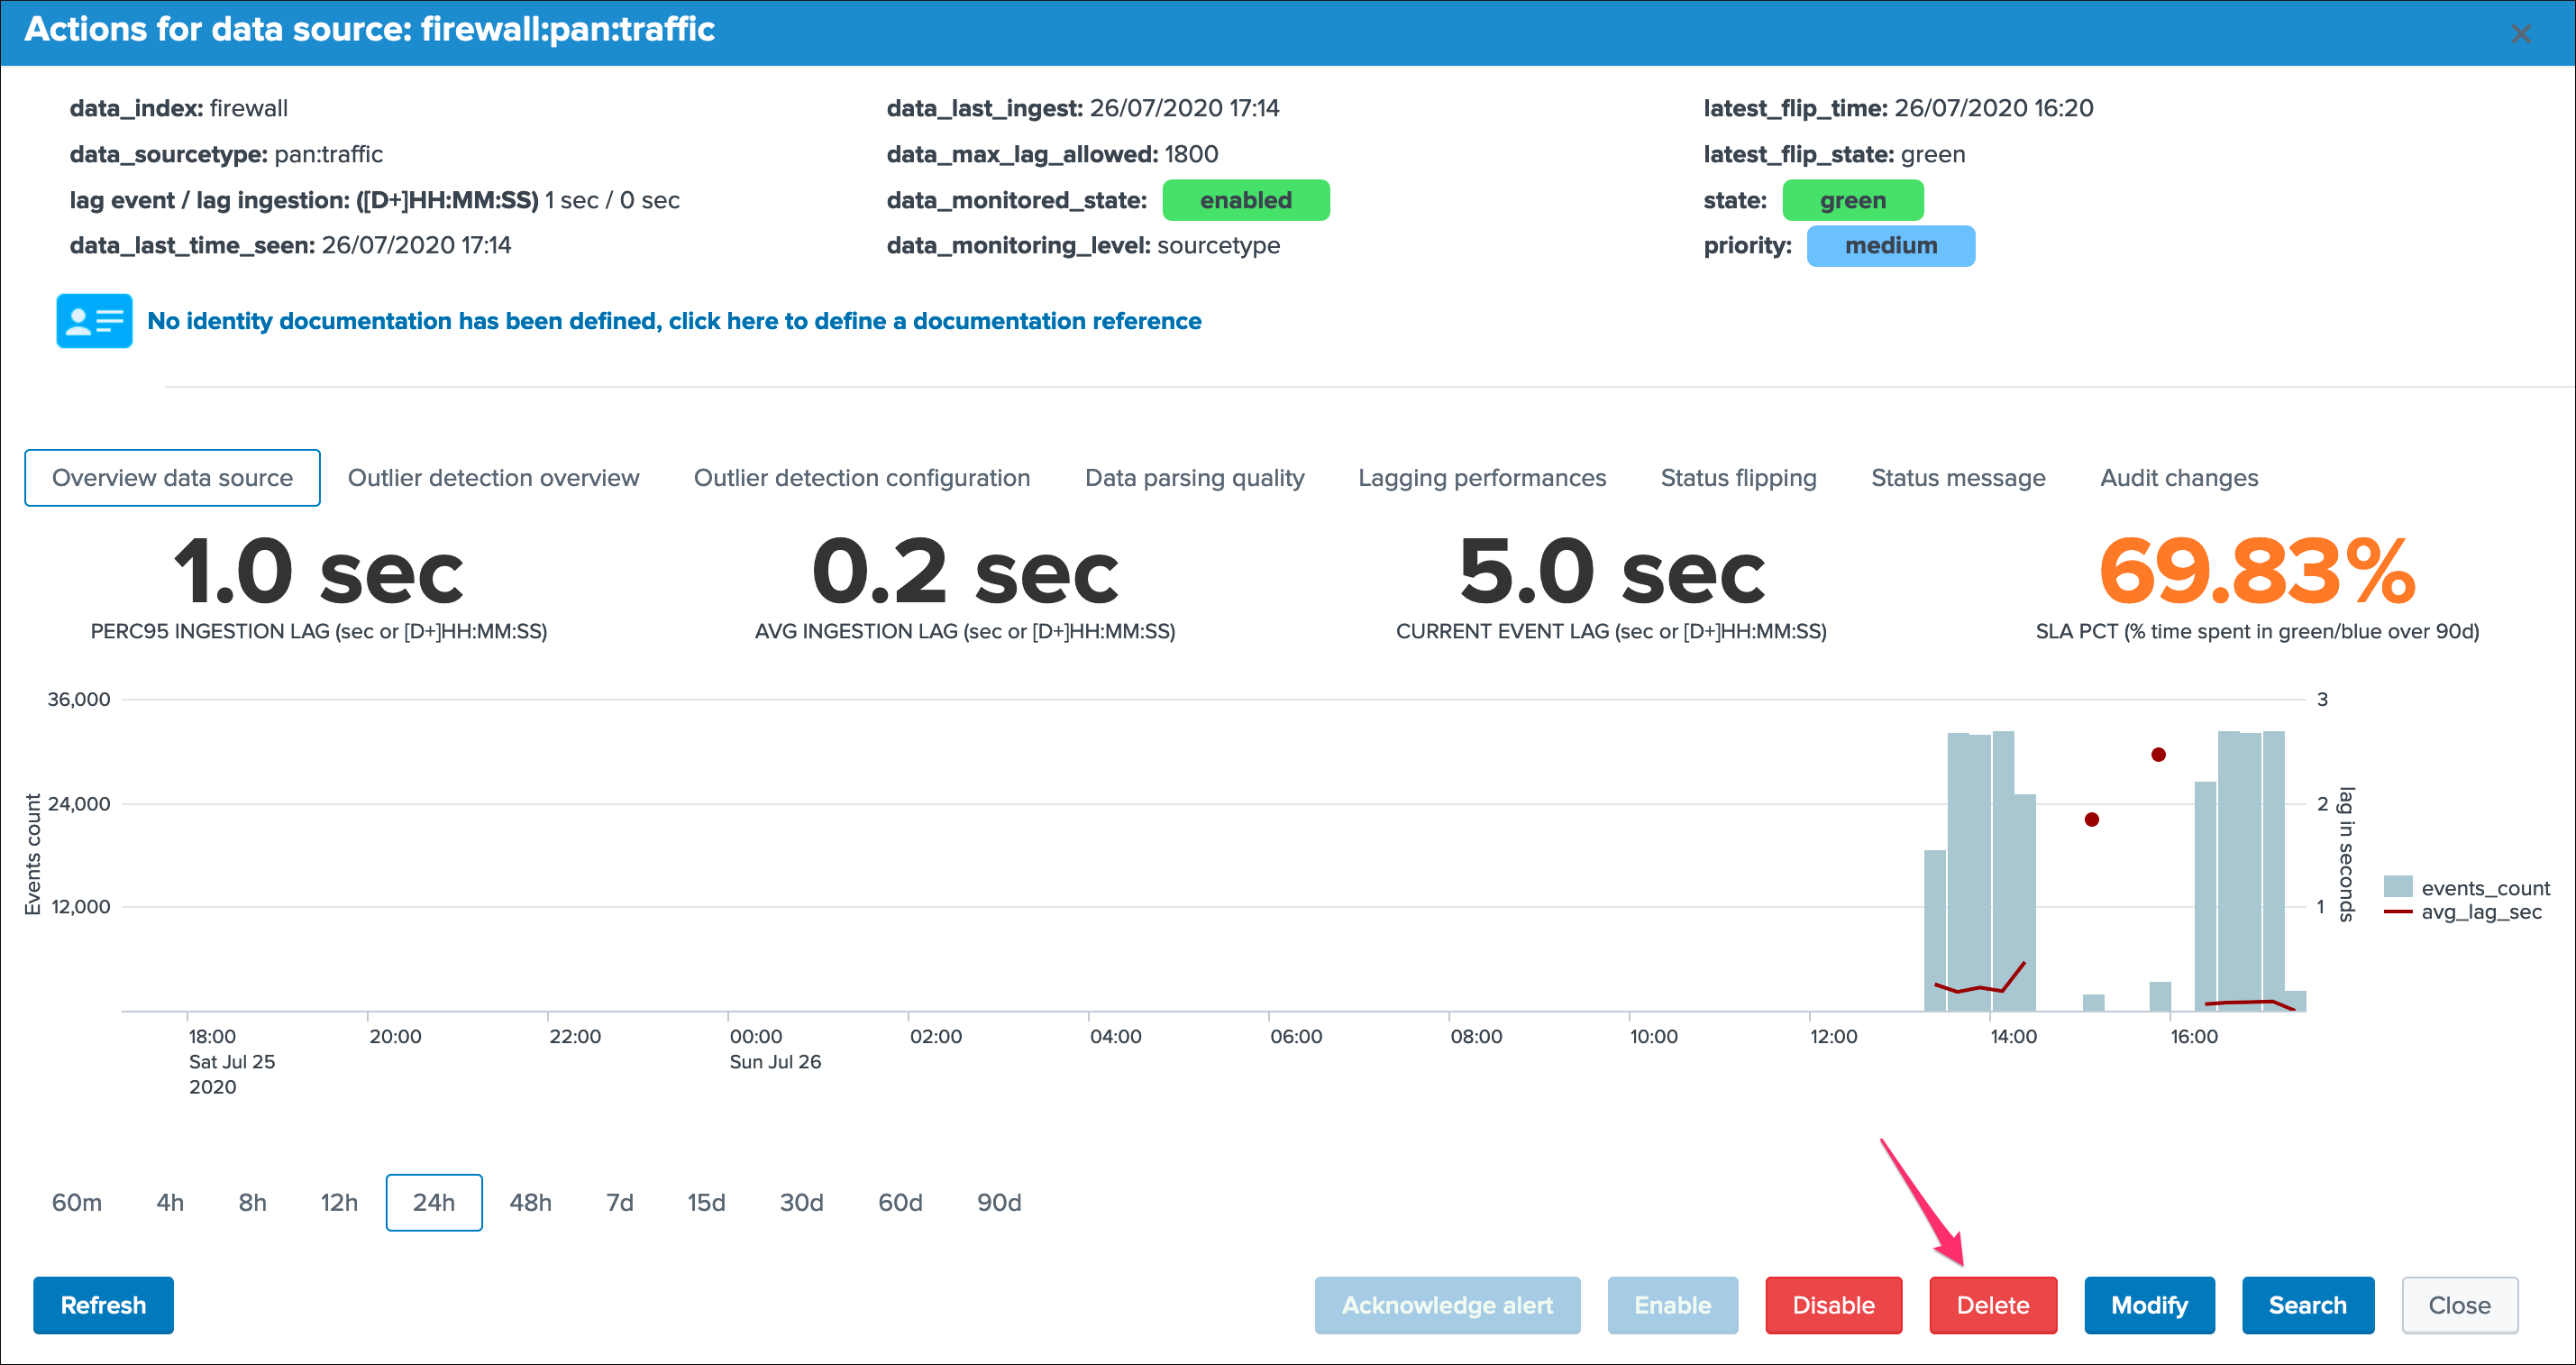 Actions for data source: firewall:pan:traffic
data_index: firewall
data_last_ingest: 26/07/2020 17:14
latest_flip_time: 26/07/2020 16:20
data_sourcetype: pan:traffic
data_max_lag_allowed: 1800
latest_flip_state: green
lag event / lag ingestion: ([D+]HH:MM:SS) 1 sec / 0 sec
data_monitored_state: enabled
state: green
data_last_time_seen: 26/07/2020 17:14
data_monitoring_level: sourcetype
priority: medium
No identity documentation has been defined, click here to define a documentation reference
Overview data source
Outlier detection overview
Outlier detection configuration
Data parsing quality
Lagging performances
Status flipping
Status message
Audit changes
1.0 sec
PERC95 INGESTION LAG (sec or [D+]HH:MM:SS)
0.2 sec
AVG INGESTION LAG (sec or [D+]HH:MM:SS)
5.0 sec
CURRENT EVENT LAG (sec or [D+]HH:MM:SS)
69.83%
SLA PCT (% time spent in green/blue over 90d)
Events count
36,000
24,000
12,000
3
2
1
lag in seconds
events_count
avg_lag_sec
18:00
Sat Jul 25
2020
20:00
22:00
00:00
Sun Jul 26
02:00
04:00
06:00
08:00
10:00
12:00
14:00
16:00
60m
4h
8h
12h
24h
48h
7d
15d
30d
60d
90d
Refresh
Acknowledge alert
Enable
Disable
Delete
Modify
Search
Close